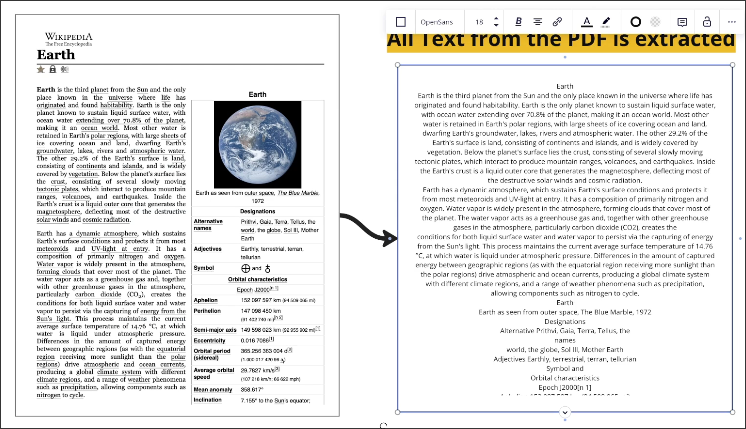 WIKIPEDIA
The Free Encyclopedia
Earth
Earth is the third planet from the Sun and the only
place known in the universe where life has
originated and found habitability. Earth is the only
planet known to sustain liquid surface water, with
ocean water extending over 70.8% of the planet,
making it an ocean world. Most other water is
retained in Earth's polar regions, with large sheets of
ice covering ocean and land, dwarfing Earth's
groundwater, lakes, rivers and atmospheric water.
The other 29.2% of the Earth's surface is land,
consisting of continents and islands, and is widely
covered by vegetation. Below the planet's surface lies
the crust, consisting of several slowly moving
tectonic plates, which interact to produce mountain
ranges, volcanoes, and earthquakes. Inside the
Earth's crust is a liquid outer core that generates the
magnetosphere, deflecting most of the destructive
solar winds and cosmic radiation.
Earth has a dynamic atmosphere, which sustains
Earth's surface conditions and protects it from most
meteoroids and UV-light at entry. It has a
composition of primarily nitrogen and oxygen.
Water vapor is widely present in the atmosphere,
forming clouds that cover most of the planet. The
water vapor acts as a greenhouse gas and, together
with other greenhouse gases in the atmosphere,
particularly carbon dioxide (CO₂), creates the
conditions for both liquid surface water and water
vapor to persist via the capturing of energy from the
Sun's light. This process maintains the current
average surface temperature of 14.76 °C, at which
water is liquid under atmospheric pressure.
Differences in the amount of captured energy
between geographic regions (as with the equatorial
region receiving more sunlight than the polar
regions) drive atmospheric and ocean currents,
producing a global climate system with different
climate regions, and a range of weather phenomena
such as precipitation, allowing components such as
nitrogen to cycle.
Earth
Earth as seen from outer space, The Blue Marble,
1972
Designations
Alternative names Prithvi, Gaia, Terra, Tellus, the
world, the globe, Sol III, Mother
Earth
Adjectives Earthly, terrestrial, terran,
tellurian
Symbol and
Orbital characteristics
Epoch J2000
Aphelion 152 097 597 km
Perihelion 147 098 450 km
Semi-major axis 149 598 023 km
Eccentricity 0.016 7086
Orbital period (sidereal) 365.256 363 004 d
Average orbital speed 29.7827 km/s
Mean anomaly 358.617°
Inclination 7.155° to the Sun's equator;
OpenSans 18 B A
All Text from the PDF is extracted
Earth
Earth is the third planet from the Sun and the only place known in the universe where life has
originated and found habitability. Earth is the only planet known to sustain liquid surface water,
with ocean water extending over 70.8% of the planet, making it an ocean world. Most other
water is retained in Earth's polar regions, with large sheets of ice covering ocean and land,
dwarfing Earth's groundwater, lakes, rivers and atmospheric water. The other 29.2% of the
Earth's surface is land, consisting of continents and islands, and is widely covered by
vegetation. Below the planet's surface lies the crust, consisting of several slowly moving
tectonic plates, which interact to produce mountain ranges, volcanoes, and earthquakes. Inside
the Earth's crust is a liquid outer core that generates the magnetosphere, deflecting most of
the destructive solar winds and cosmic radiation.
Earth has a dynamic atmosphere, which sustains Earth's surface conditions and protects it
from most meteoroids and UV-light at entry. It has a composition of primarily nitrogen and
oxygen. Water vapor is widely present in the atmosphere, forming clouds that cover most of
the planet. The water vapor acts as a greenhouse gas and, together with other greenhouse
gases in the atmosphere, particularly carbon dioxide (CO2), creates the
conditions for both liquid surface water and water vapor to persist via the capturing of energy
from the Sun's light. This process maintains the current average surface temperature of 14.76
°C, at which water is liquid under atmospheric pressure. Differences in the amount of captured
energy between geographic regions (as with the equatorial region receiving more sunlight than
the polar regions) drive atmospheric and ocean currents, producing a global climate system
with different climate regions, and a range of weather phenomena such as precipitation,
allowing components such as nitrogen to cycle.
Earth
Earth as seen from outer space, The Blue Marble, 1972
Designations
Alternative Prithvi, Gaia, Terra, Tellus, the
names
world, the globe, Sol III, Mother Earth
Adjectives Earthly, terrestrial, terran, tellurian
Symbol and
Orbital characteristics
Epoch J2000[n 1]